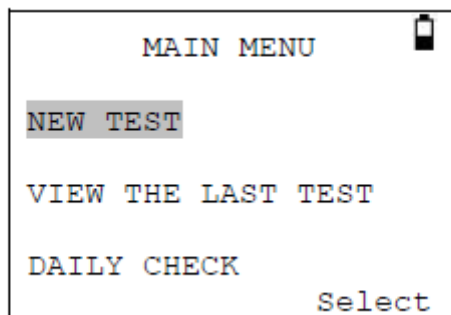 MAIN MENU
NEW TEST
VIEW THE LAST TEST
DAILY CHECK
Select